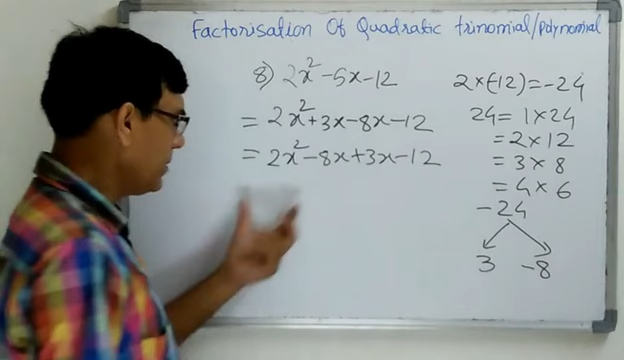 Factorisation Of Quadratic trinomial/polynomial
8) 2x²-5x-12
= 2x²+3x-8x-12
= 2x²-8x+3x-12
2×(-12)=-24
24= 1×24
= 2×12
= 3×8
= 4×6
-24
3 -8